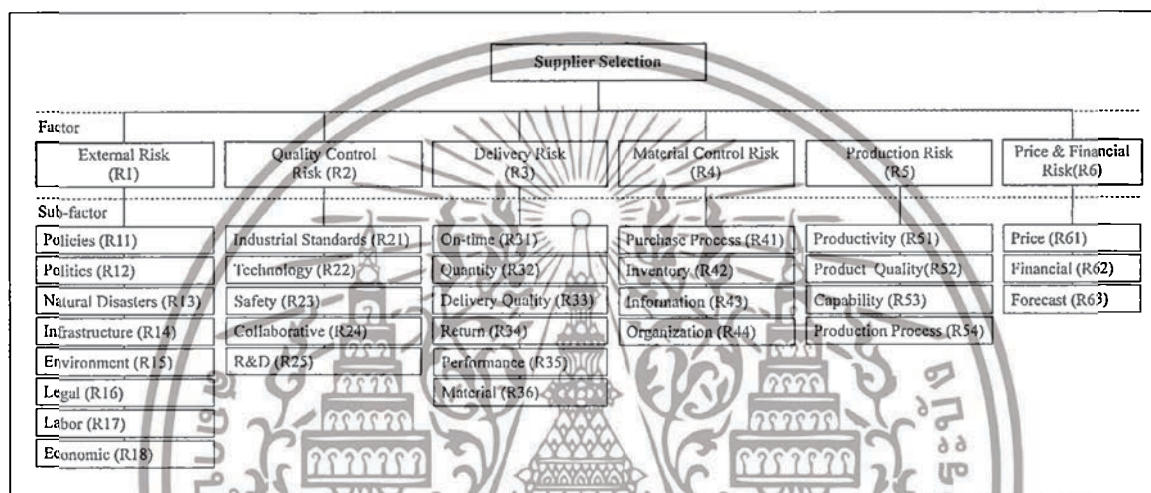 Supplier Selection
Factor
External Risk
(R1)
Quality Control
Risk (R2)
Delivery Risk
(R3)
Material Control Risk
(R4)
Production Risk
(R5)
Price & Financial
Risk(R6)
Sub-factor
Policies (R11)
Politics (R12)
Natural Disasters (R13)
Infrastructure (R14)
Environment (R15)
Legal (R16)
Labor (R17)
Economic (R18)
Industrial Standards (R21)
Technology (R22)
Safety (R23)
Collaborative (R24)
R&D (R25)
On-time (R31)
Quantity (R32)
Delivery Quality (R33)
Return (R34)
Performance (R35)
Material (R36)
Purchase Process (R41)
Inventory (R42)
Information (R43)
Organization (R44)
Productivity (R51)
Product Quality(R52)
Capability (R53)
Production Process (R54)
Price (R61)
Financial (R62)
Forecast (R63)